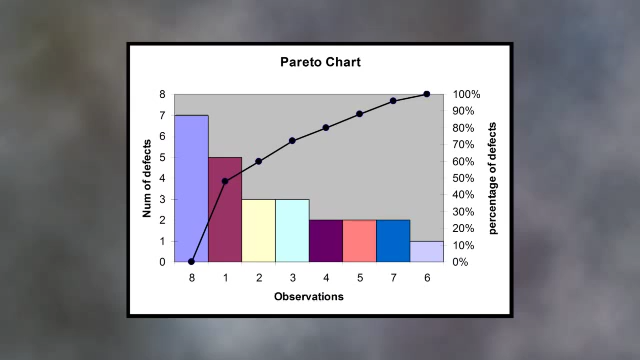 Pareto Chart
8 100%
7 90%
6 80%
5 70%
4 60%
3 50%
2 40%
1 30%
0 20%
10%
0%
Num of defects
percentage of defects
8 1 2 3 4 5 7 6
Observations